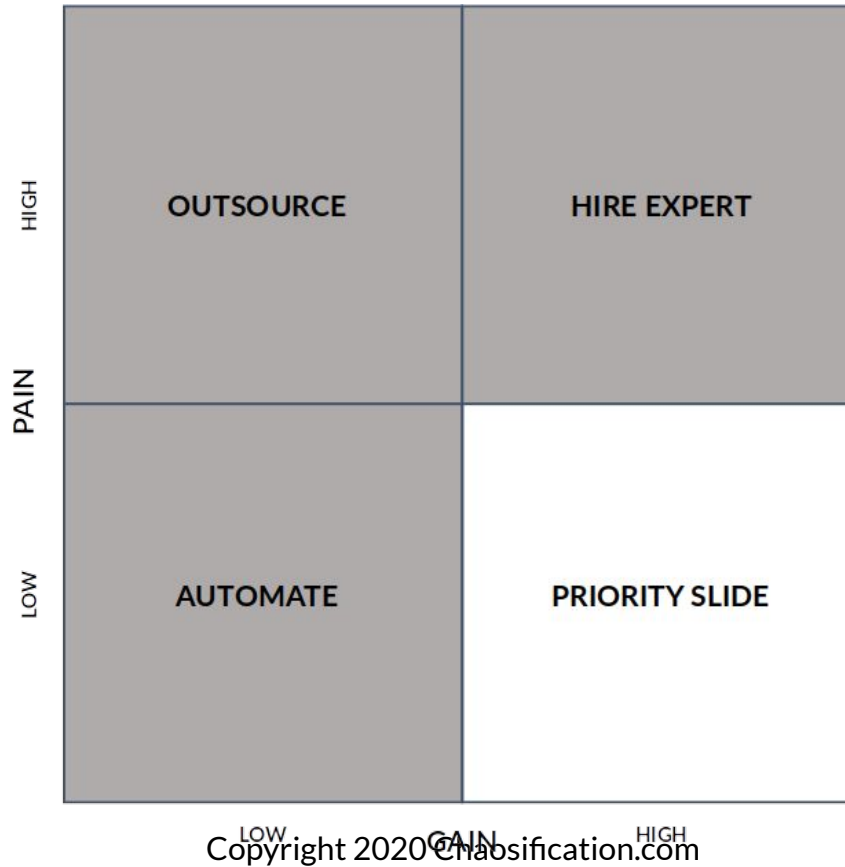 HIGH
OUTSOURCE
HIRE EXPERT
PAIN
LOW
AUTOMATE
PRIORITY SLIDE
LOW
GAIN
HIGH
Copyright 2020 Chaosification.com